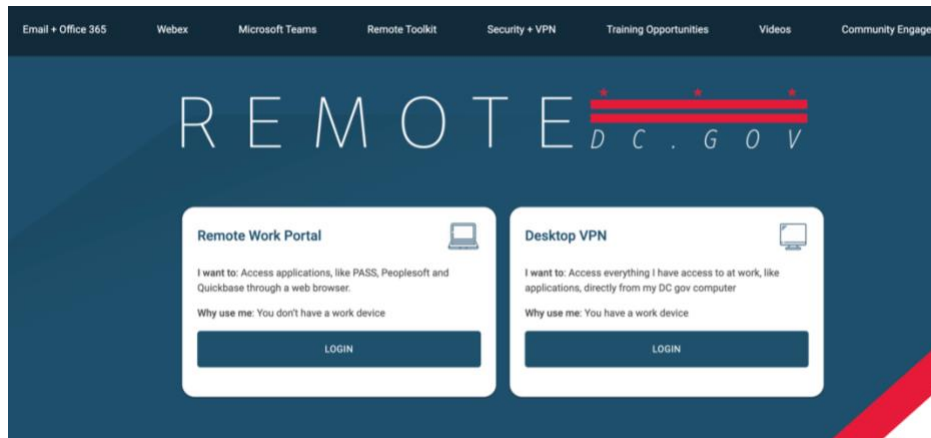 Email + Office 365 Webex Microsoft Teams Remote Toolkit Security + VPN Training Opportunities Videos Community Engage
REMOTE DC.GOV
Remote Work Portal
I want to: Access applications, like PASS, Peoplesoft and
Quickbase through a web browser.
Why use me: You don't have a work device
LOGIN
Desktop VPN
I want to: Access everything I have access to at work, like
applications, directly from my DC gov computer
Why use me: You have a work device
LOGIN